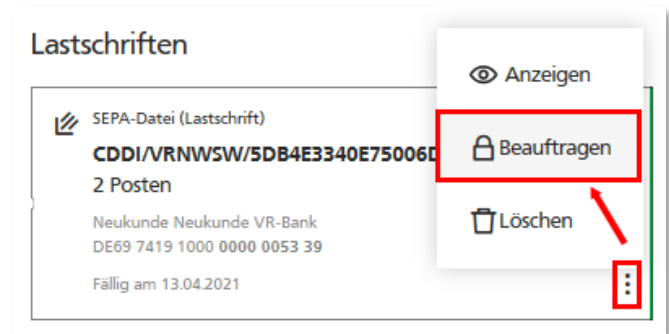 Lastschriften
SEPA-Datei (Lastschrift)
CDDI/VRNWSW/5DB4E3340E75006D
2 Posten
Neukunde Neukunde VR-Bank
DE69 7419 1000 0000 0053 39
Fällig am 13.04.2021
Anzeigen
Beauftragen
Löschen